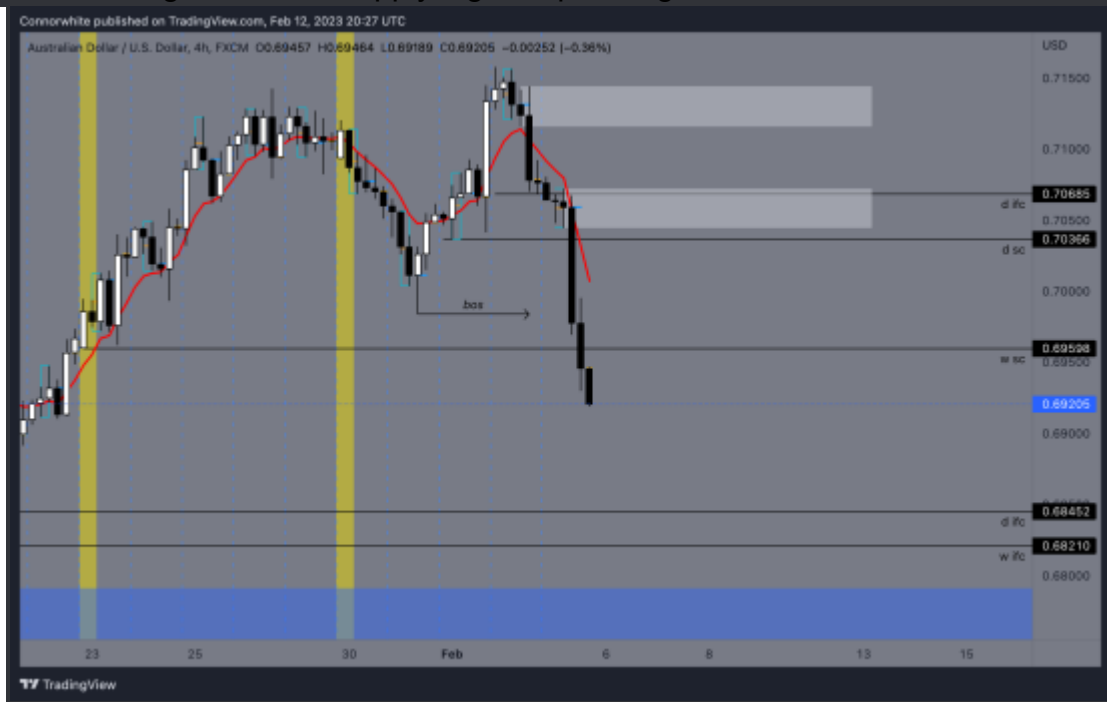 Connorwhite published on TradingView.com, Feb 12, 2023 20:27 UTC
Australian Dollar / U.S. Dollar, 4h, FXCM O0.69457 H0.69464 L0.69189 C0.69205 −0.00252 (−0.36%)
USD
0.71500
0.71000
0.70685
d ifc
0.70500
0.70366
d sc
0.70000
bos
0.69598
w sc
0.69500
0.69205
0.69000
0.68452
d ifc
0.68210
w ifc
0.68000
23 25 30 Feb 6 8 13 15
TradingView